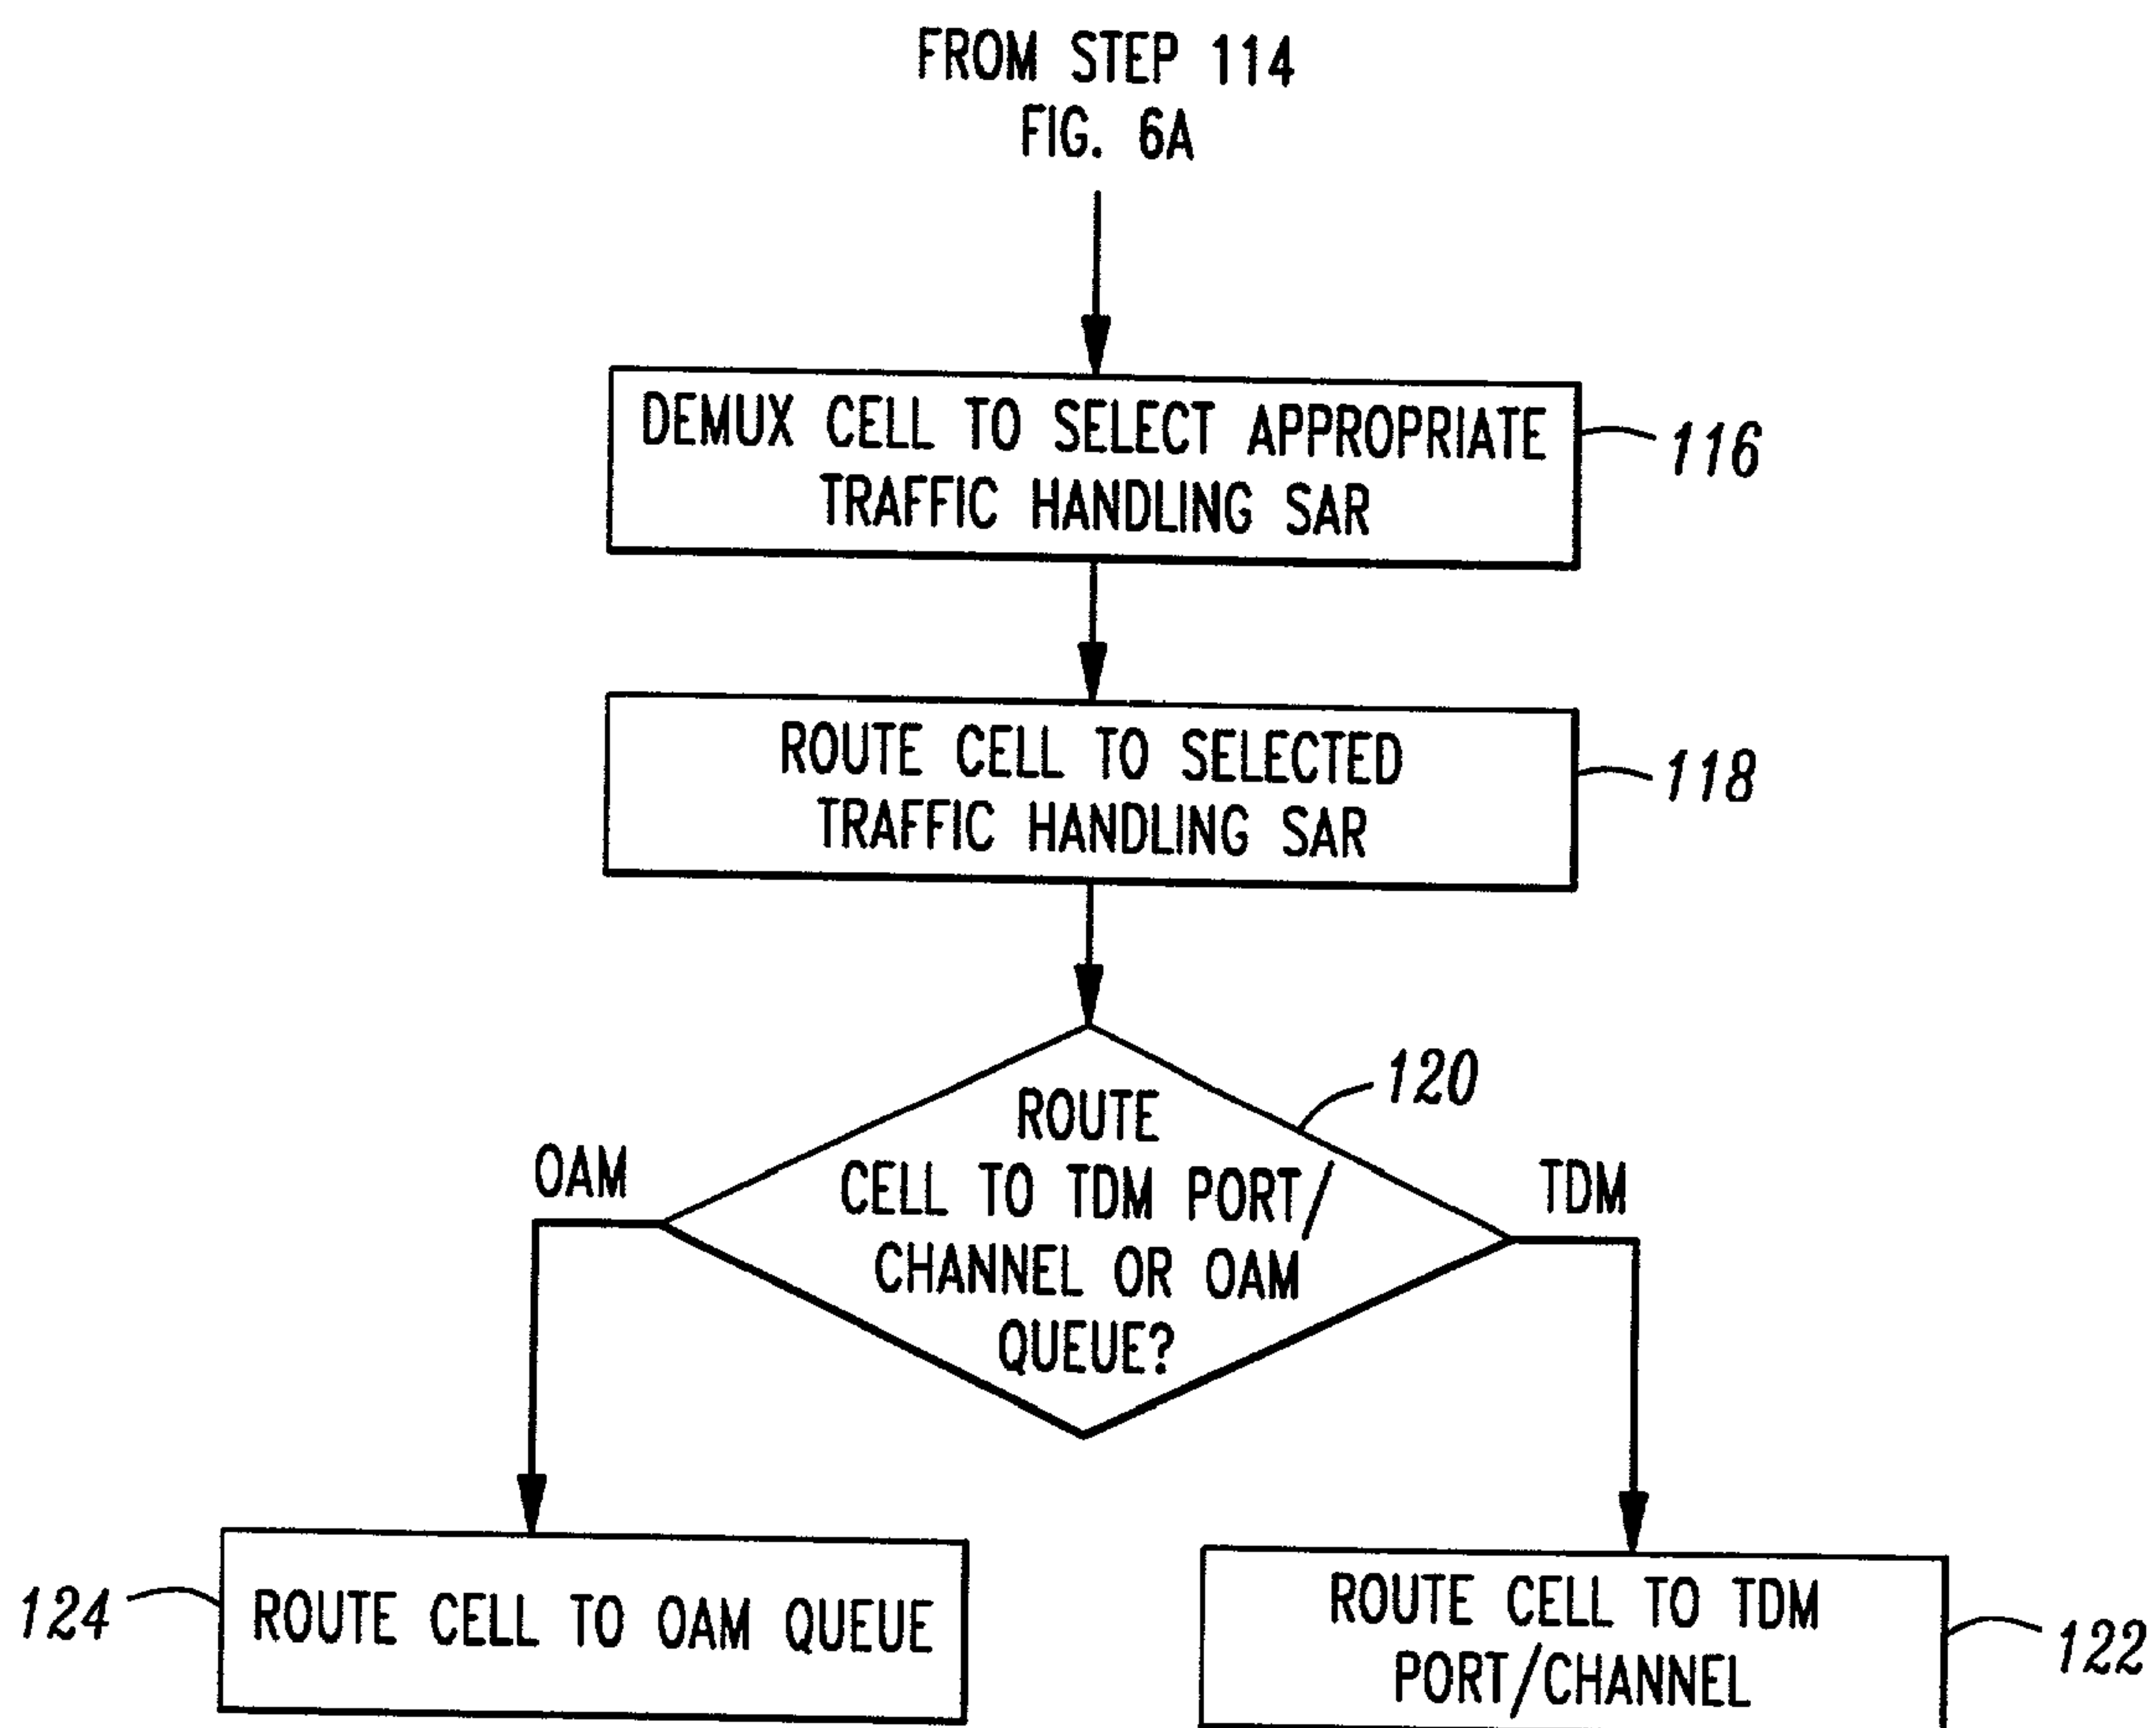 FROM STEP 114
FIG. 6A
DEMUX CELL TO SELECT APPROPRIATE
TRAFFIC HANDLING SAR
116
ROUTE CELL TO SELECTED
TRAFFIC HANDLING SAR
118
ROUTE
CELL TO TDM PORT/
CHANNEL OR OAM
QUEUE?
120
OAM
TDM
124
ROUTE CELL TO OAM QUEUE
ROUTE CELL TO TDM
PORT/CHANNEL
122